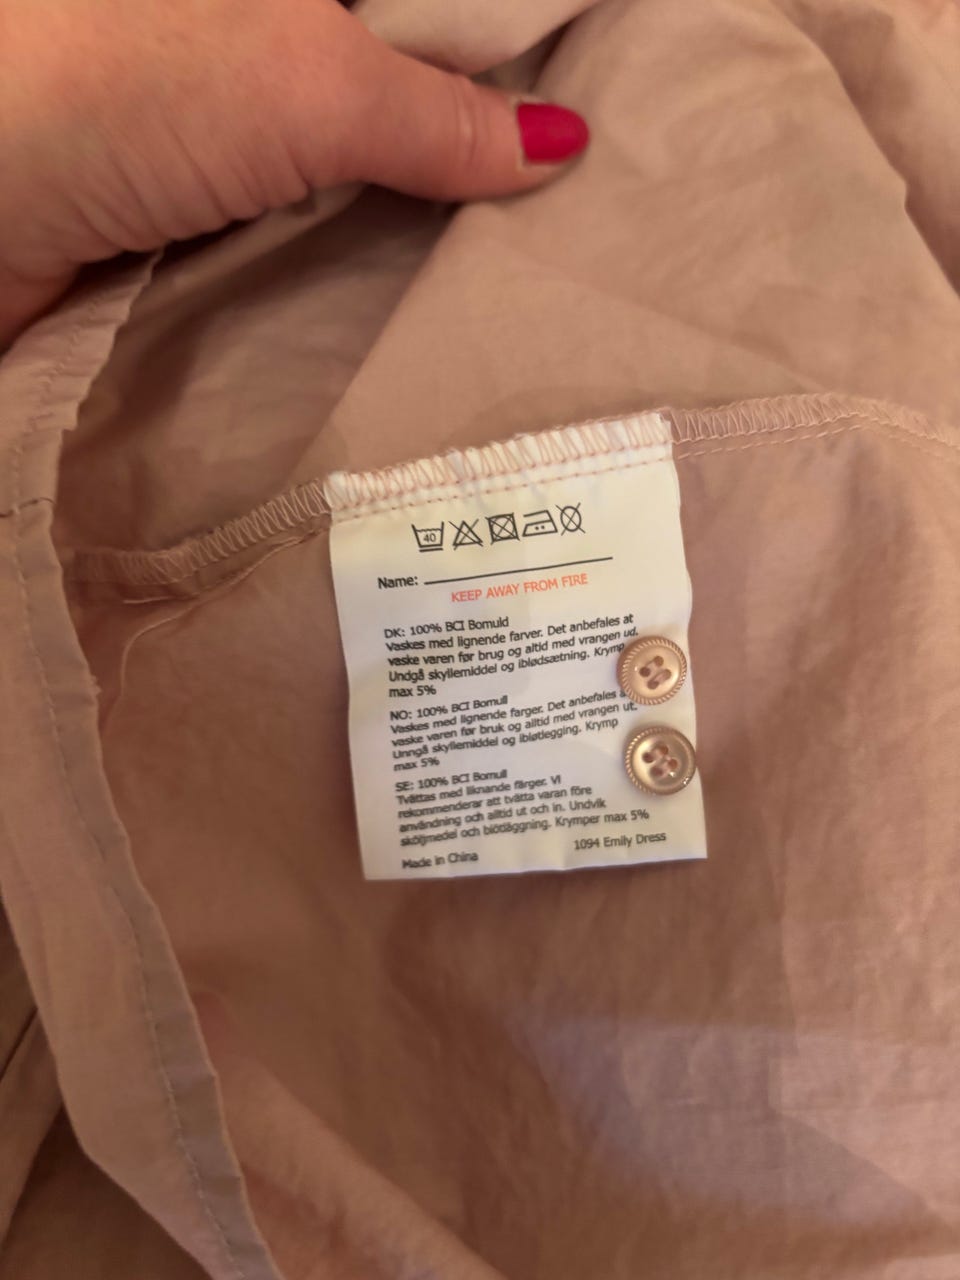 40
Name:
KEEP AWAY FROM FIRE
DK: 100% BCI Bomuld
Vaskes med lignende farver. Det anbefales at
vaske varen før brug og altid med vrangen ud.
Undgå skyllemiddel og iblødsætning. Krymp
max 5%
NO: 100% BCI Bomull
Vaskes med lignende farger. Det anbefales
vaske varen før bruk og alltid med vrangen ut.
Unngå skyllemiddel og ibløtlegging. Krymp
max 5%
SE: 100% BCI Bomull
Tvättas med liknande färger. Vi
rekommenderar att tvätta varan före
användning och alltid ut och in. Undvik
sköljmedel och blötläggning. Krymper max 5%
Made in China
1094 Emily Dress